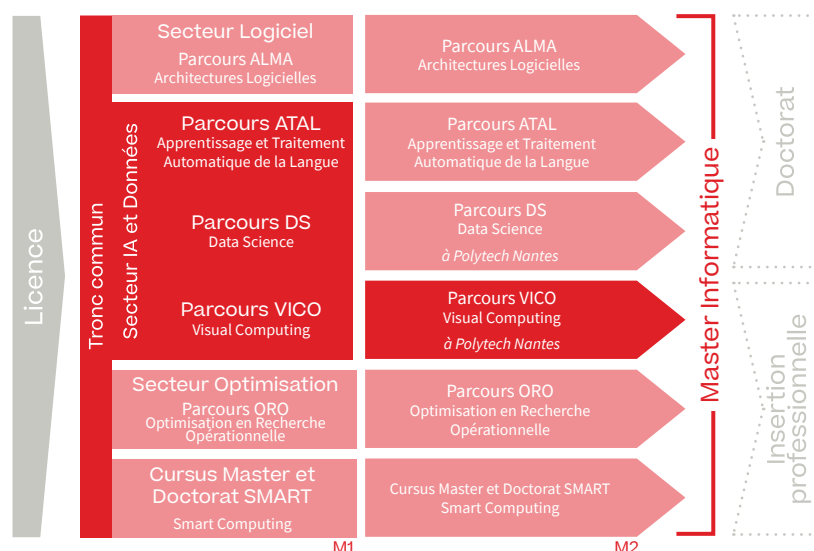 Licence
Tronc commun
Secteur Logiciel
Parcours ALMA
Architectures Logicielles
Secteur IA et Données
Parcours ATAL
Apprentissage et Traitement
Automatique de la Langue
Parcours DS
Data Science
Parcours VICO
Visual Computing
Secteur Optimisation
Parcours ORO
Optimisation en Recherche
Opérationnelle
Cursus Master et
Doctorat SMART
Smart Computing
M1
Parcours ALMA
Architectures Logicielles
Parcours ATAL
Apprentissage et Traitement
Automatique de la Langue
Parcours DS
Data Science
à Polytech Nantes
Parcours VICO
Visual Computing
à Polytech Nantes
Parcours ORO
Optimisation en Recherche
Opérationnelle
Cursus Master et Doctorat SMART
Smart Computing
M2
Master Informatique
Doctorat
Insertion
professionnelle